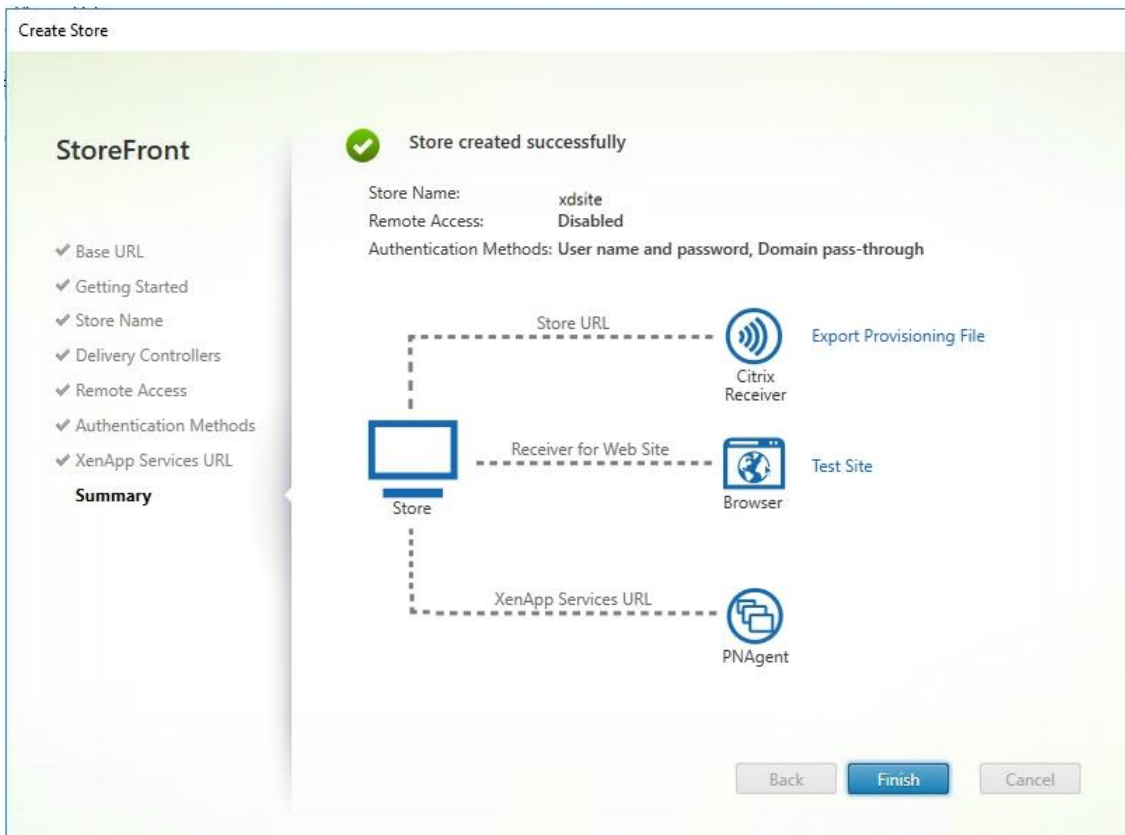 Create Store
StoreFront
Base URL
Getting Started
Store Name
Delivery Controllers
Remote Access
Authentication Methods
XenApp Services URL
Summary
Store created successfully
Store Name: xdsite
Remote Access: Disabled
Authentication Methods: User name and password, Domain pass-through
Store URL
Citrix
Receiver
Export Provisioning File
Store
Receiver for Web Site
Browser
Test Site
XenApp Services URL
PNAgent
Back
Finish
Cancel